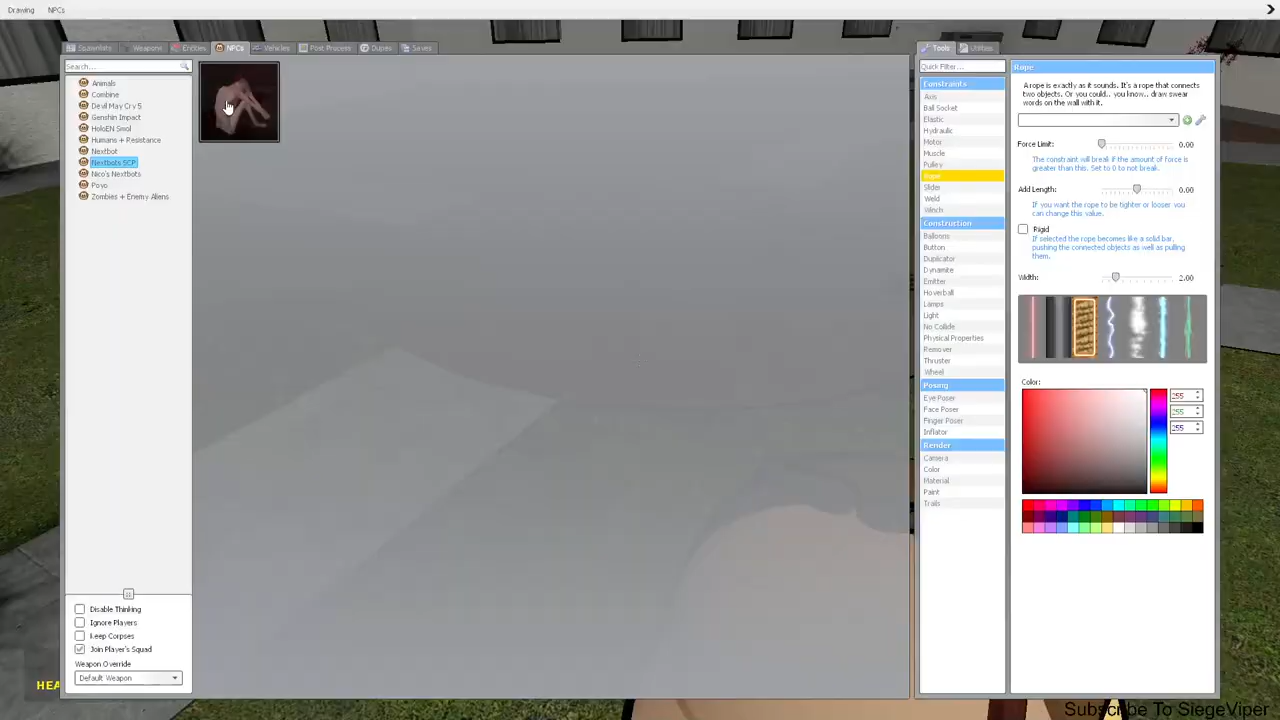 Drawing NPCs
Spawnlists Weapons Entities NPCs Vehicles Post Process Dupes Saves
Search...
Animals
Combine
Devil May Cry 5
Genshin Impact
HoloEN Smol
Humans + Resistance
Nextbot
Nextbots SCP
Nico's Nextbots
Poyo
Zombies + Enemy Aliens
Disable Thinking
Ignore Players
Keep Corpses
Join Player's Squad
Weapon Override
Default Weapon
HEA
Tools Utilities
Quick Filter...
Constraints
Axis
Ball Socket
Elastic
Hydraulic
Motor
Muscle
Pulley
Rope
Slider
Weld
Winch
Construction
Balloons
Button
Duplicator
Dynamite
Emitter
Hoverball
Lamps
Light
No Collide
Physical Properties
Remover
Thruster
Wheel
Posing
Eye Poser
Face Poser
Finger Poser
Inflator
Render
Camera
Color
Material
Paint
Trails
Rope
A rope is exactly as it sounds. It's a rope that connects
two objects. Or you could.. you know.. draw swear
words on the wall with it.
Force Limit: 0.00
The constraint will break if the amount of force is
greater than this. Set to 0 to not break.
Add Length: 0.00
If you want the rope to be tighter or looser you
can change this value.
Rigid
If selected the rope becomes like a solid bar,
pushing the connected objects as well as pulling
them.
Width: 2.00
Color:
255
255
255
Subscribe To SiegeViper